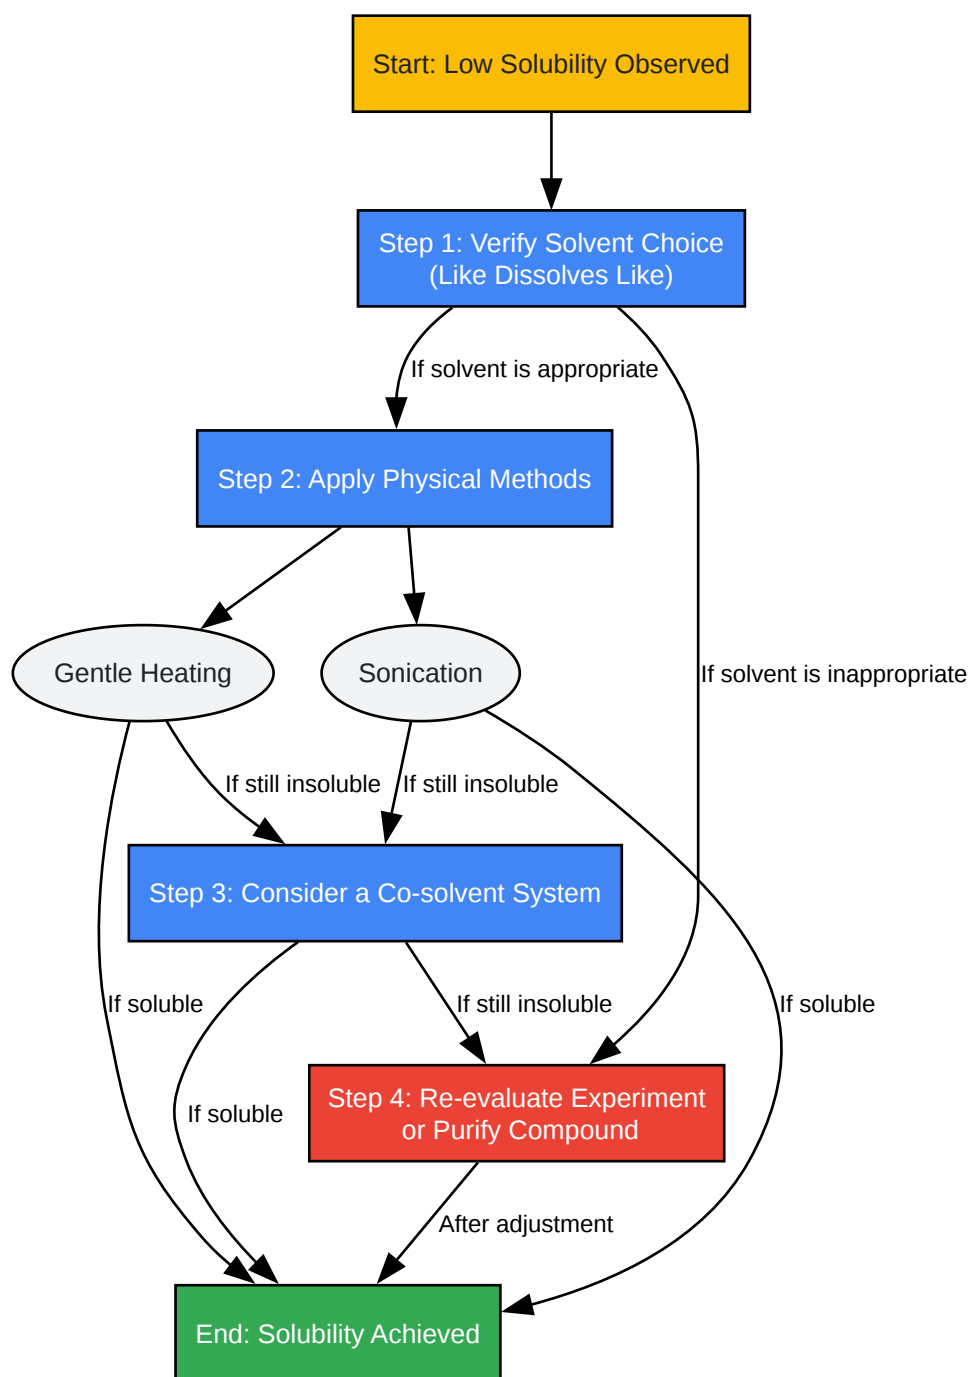 Start: Low Solubility Observed
Step 1: Verify Solvent Choice
(Like Dissolves Like)
If solvent is appropriate
Step 2: Apply Physical Methods
Gentle Heating
Sonication
If solvent is inappropriate
If still insoluble
If still insoluble
Step 3: Consider a Co-solvent System
If soluble
If still insoluble
If soluble
Step 4: Re-evaluate Experiment
or Purify Compound
If soluble
After adjustment
End: Solubility Achieved